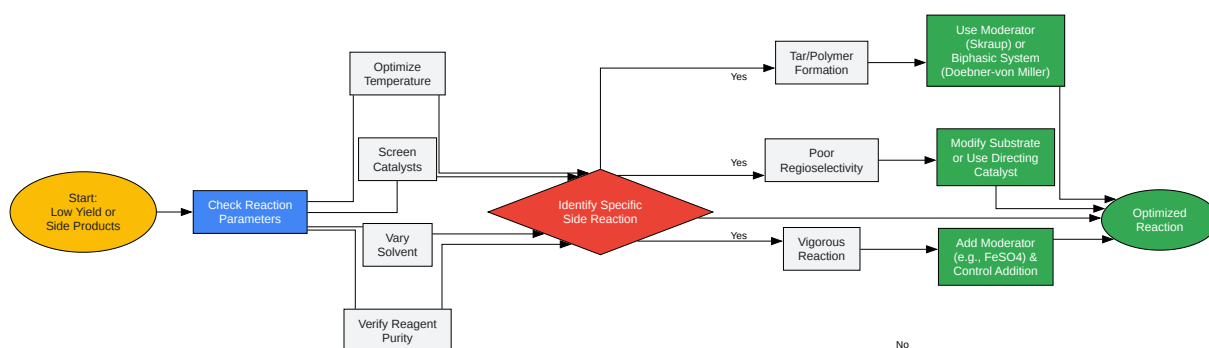 Start:
Low Yield or
Side Products
Check Reaction
Parameters
Optimize
Temperature
Screen
Catalysts
Vary
Solvent
Verify Reagent
Purity
Identify Specific
Side Reaction
Yes
Tar/Polymer
Formation
Use Moderator
(Skraup) or
Biphasic System
(Doebner-von Miller)
Yes
Poor
Regioselectivity
Modify Substrate
or Use Directing
Catalyst
Yes
Vigorous
Reaction
Add Moderator
(e.g., FeSO4) &
Control Addition
No
Optimized
Reaction